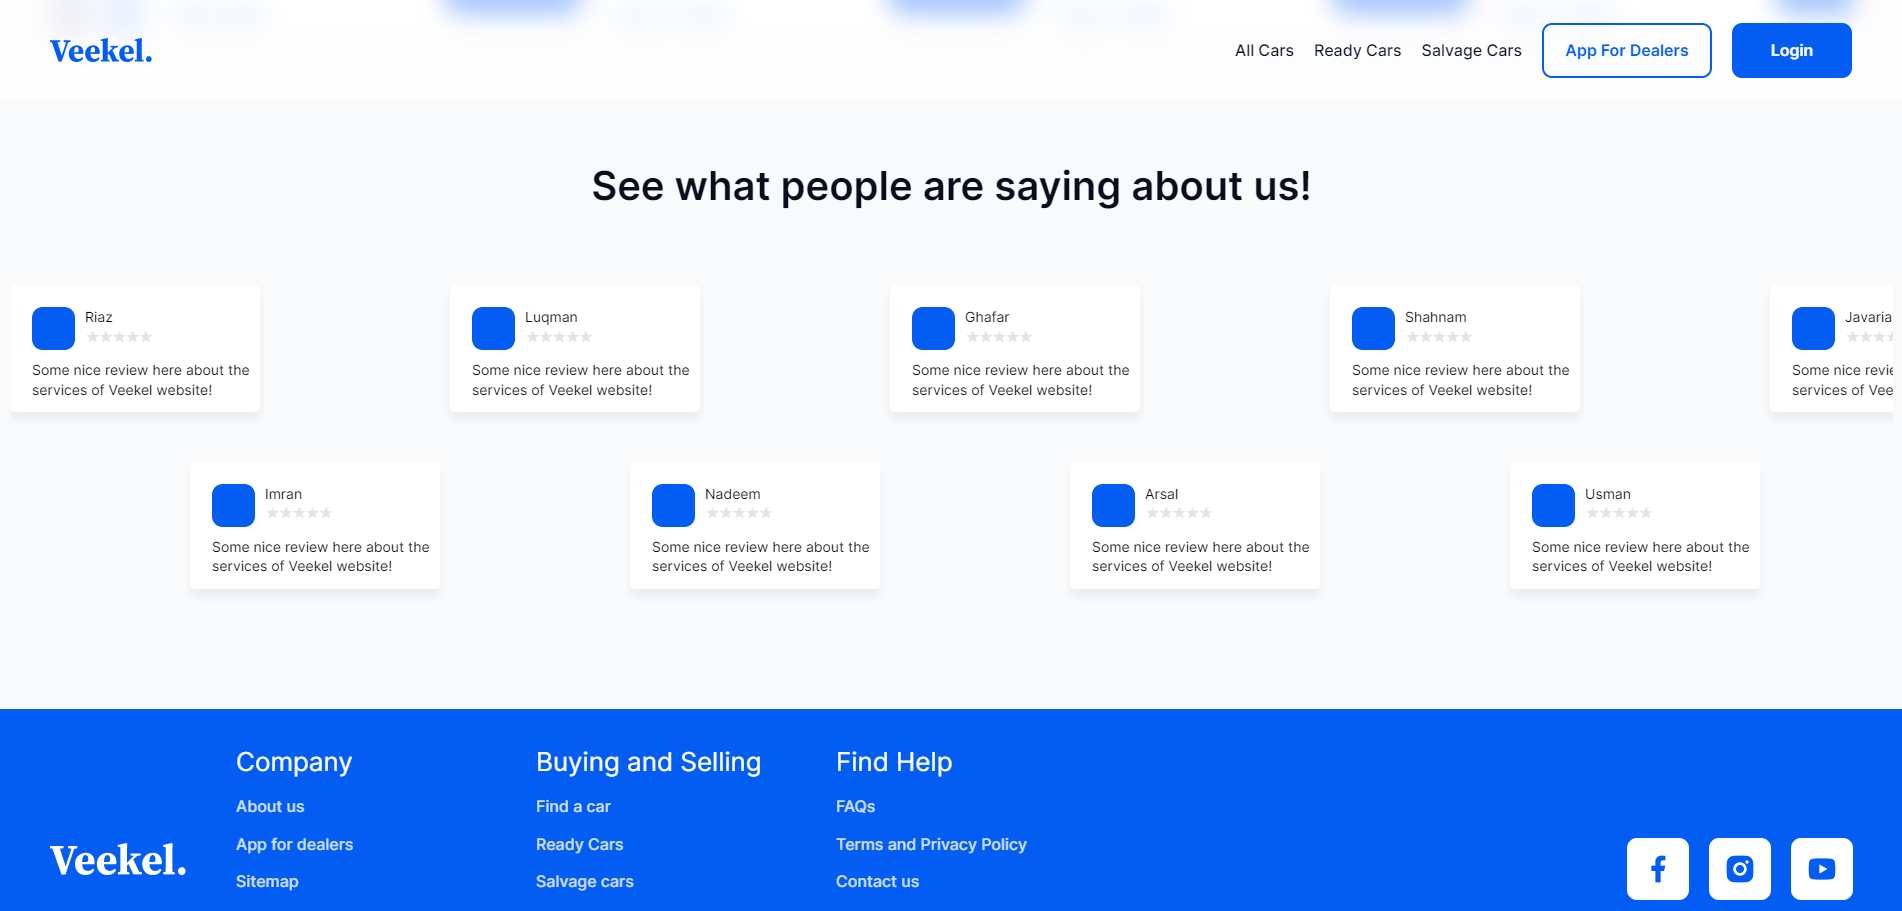 Veekel.
All Cars Ready Cars Salvage Cars App For Dealers Login
See what people are saying about us!
Riaz
Some nice review here about the
services of Veekel website!
Luqman
Some nice review here about the
services of Veekel website!
Ghafar
Some nice review here about the
services of Veekel website!
Shahnam
Some nice review here about the
services of Veekel website!
Javaria
Some nice revie
services of Vee
Imran
Some nice review here about the
services of Veekel website!
Nadeem
Some nice review here about the
services of Veekel website!
Arsal
Some nice review here about the
services of Veekel website!
Usman
Some nice review here about the
services of Veekel website!
Veekel.
Company
About us
App for dealers
Sitemap
Buying and Selling
Find a car
Ready Cars
Salvage cars
Find Help
FAQs
Terms and Privacy Policy
Contact us